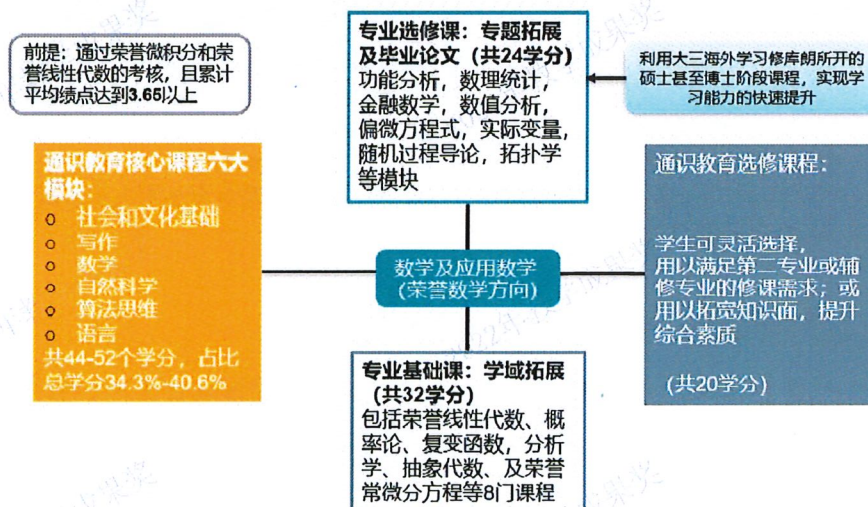 前提：通过荣誉微积分和荣
誉线性代数的考核，且累计
平均绩点达到3.65以上
专业选修课：专题拓展
及毕业论文（共24学分）
功能分析，数理统计，
金融数学，数值分析，
偏微方程式，实际变量，
随机过程导论，拓扑学
等模块
利用大三海外学习修库朗所开的
硕士甚至博士阶段课程，实现学
习能力的快速提升
通识教育核心课程六大
模块：
o 社会和文化基础
o 写作
o 数学
o 自然科学
o 算法思维
o 语言
共44-52个学分，占比
总学分34.3%-40.6%
数学及应用数学
（荣誉数学方向）
通识教育选修课程：
学生可灵活选择，
用以满足第二专业或辅
修专业的修课需求；或
用以拓宽知识面，提升
综合素质
（共20学分）
专业基础课：学域拓展
（共32学分）
包括荣誉线性代数、概
率论、复变函数，分析
学、抽象代数、及荣誉
常微分方程等8门课程